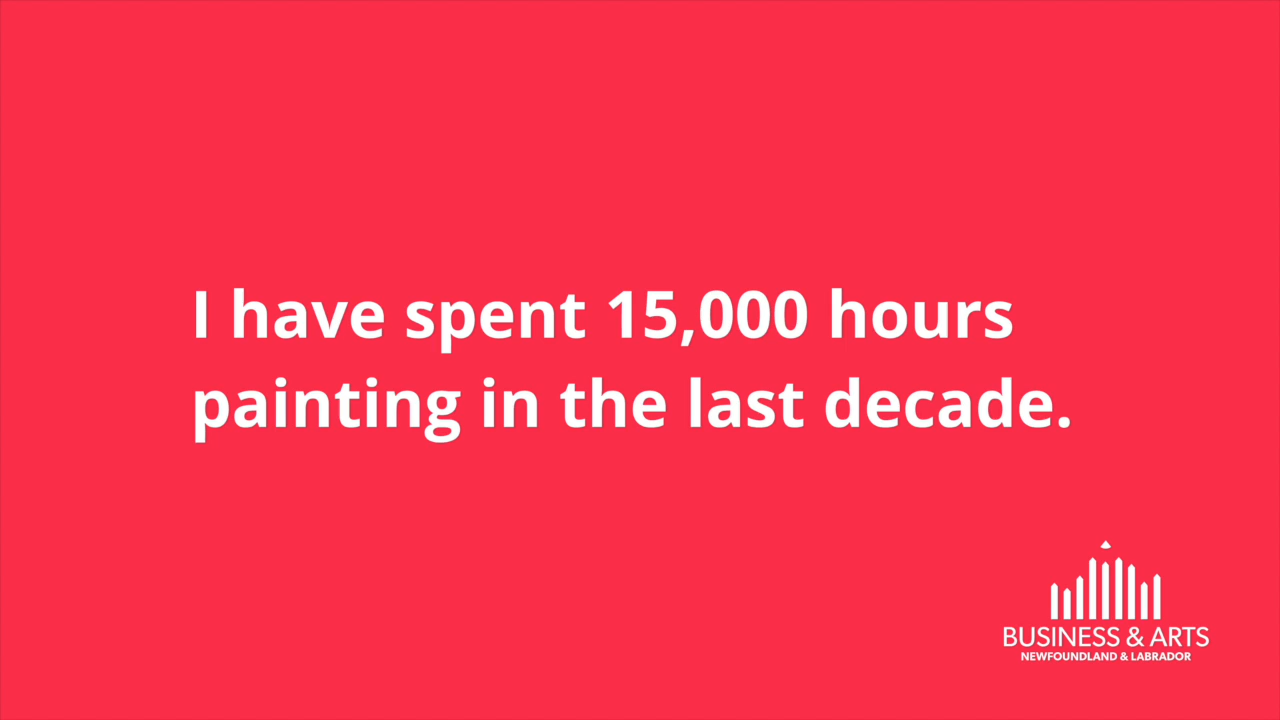 I have spent 15,000 hours
painting in the last decade.
BUSINESS & ARTS
NEWFOUNDLAND & LABRADOR